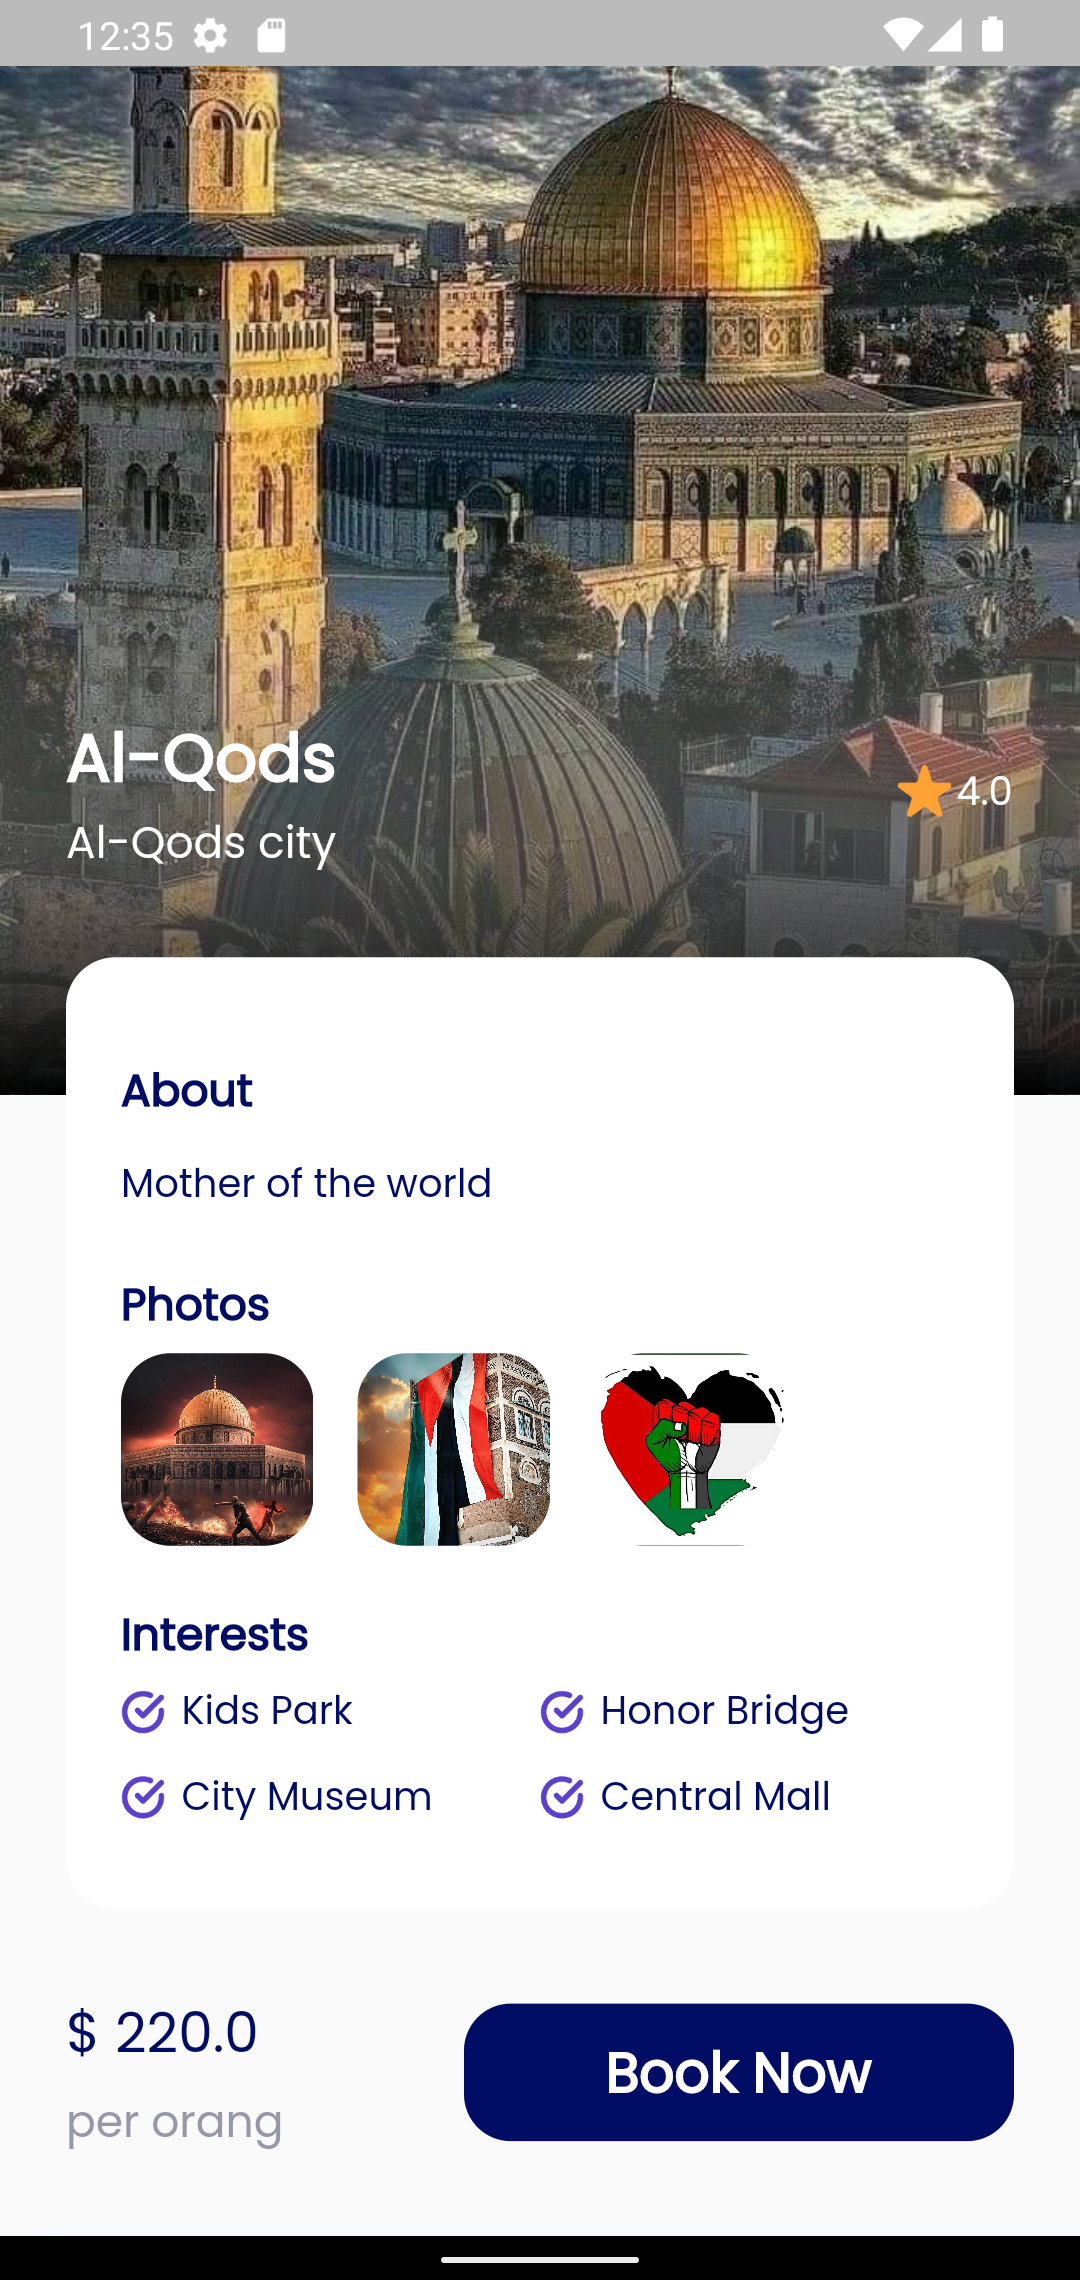 12:35
Al-Qods
4.0
Al-Qods city
About
Mother of the world
Photos
Interests
Kids Park
Honor Bridge
City Museum
Central Mall
$ 220.0
Book Now
per orang